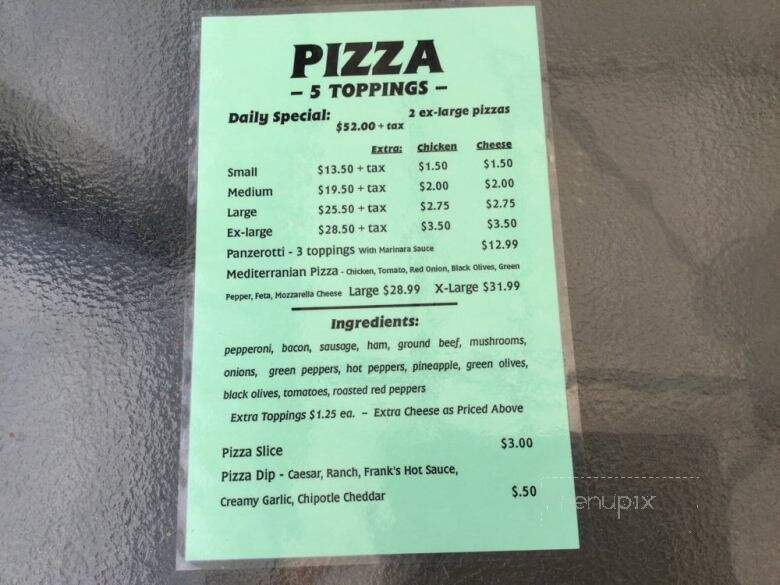 PIZZA
– 5 TOPPINGS –
Daily Special: $52.00 + tax 2 ex-large pizzas
Extra: Chicken Cheese
Small $13.50 + tax $1.50 $1.50
Medium $19.50 + tax $2.00 $2.00
Large $25.50 + tax $2.75 $2.75
Ex-large $28.50 + tax $3.50 $3.50
Panzerotti - 3 toppings With Marinara Sauce $12.99
Mediterranian Pizza - Chicken, Tomato, Red Onion, Black Olives, Green
Pepper, Feta, Mozzarella Cheese Large $28.99 X-Large $31.99
Ingredients:
pepperoni, bacon, sausage, ham, ground beef, mushrooms,
onions, green peppers, hot peppers, pineapple, green olives,
black olives, tomatoes, roasted red peppers
Extra Toppings $1.25 ea. – Extra Cheese as Priced Above
Pizza Slice $3.00
Pizza Dip - Caesar, Ranch, Frank's Hot Sauce,
Creamy Garlic, Chipotle Cheddar $.50
menupix